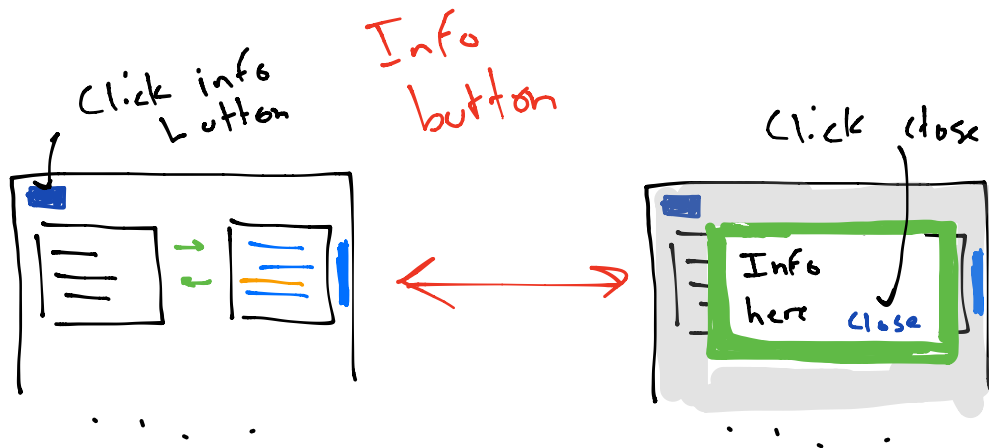 Info
button
Click info
button
Click close
Info
here
close